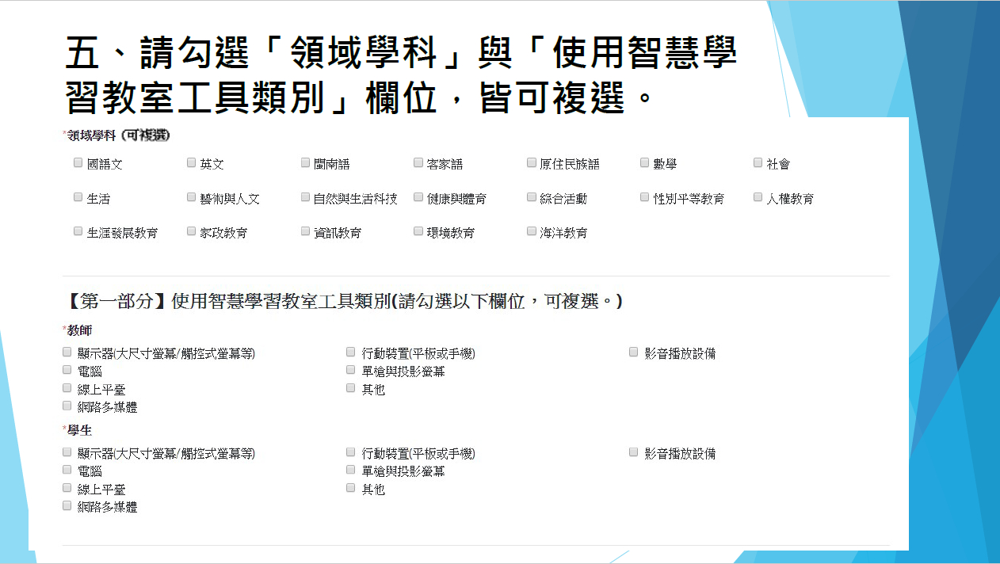 五、請勾選「領域學科」與「使用智慧學
習教室工具類別」欄位，皆可複選。
*領域學科 (可複選)
國語文 英文 閩南語 客家語 原住民族語 數學 社會
生活 藝術與人文 自然與生活科技 健康與體育 綜合活動 性別平等教育 人權教育
生涯發展教育 家政教育 資訊教育 環境教育 海洋教育
【第一部分】使用智慧學習教室工具類別(請勾選以下欄位，可複選。)
*教師
顯示器(大尺寸螢幕/觸控式螢幕等) 行動裝置(平板或手機) 影音播放設備
電腦 單槍與投影螢幕
線上平臺 其他
網路多媒體
*學生
顯示器(大尺寸螢幕/觸控式螢幕等) 行動裝置(平板或手機) 影音播放設備
電腦 單槍與投影螢幕
線上平臺 其他
網路多媒體